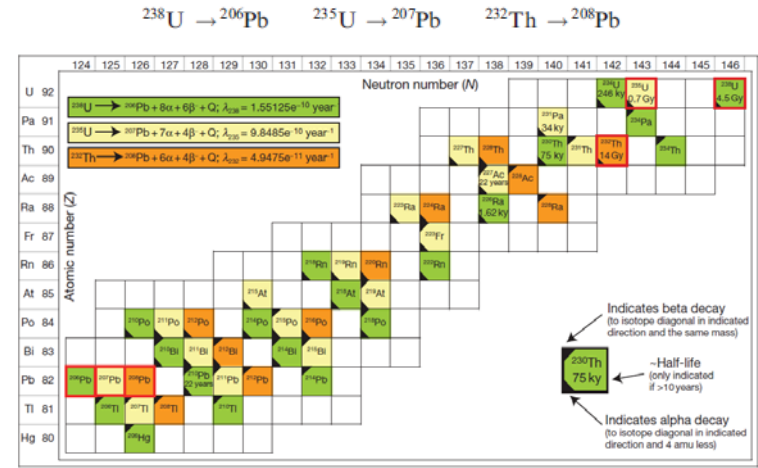 238U → 206Pb 235U → 207Pb 232Th → 208Pb
124 125 126 127 128 129 130 131 132 133 134 135 136 137 138 139 140 141 142 143 144 145 146
Neutron number (N)
Atomic number (Z)
238U → 206Pb + 8α + 6β- + Q; λ238 = 1.55125e-10 year-1
235U → 207Pb + 7α + 4β- + Q; λ235 = 9.8485e-10 year-1
232Th → 208Pb + 6α + 4β- + Q; λ232 = 4.9475e-11 year-1
U 92 234U 246 ky 235U 0.7 Gy 238U 4.5 Gy
Pa 91 231Pa 34 ky 234Pa
Th 90 227Th 228Th 230Th 75 ky 231Th 232Th 14 Gy 234Th
Ac 89 227Ac 22 years 228Ac
Ra 88 223Ra 224Ra 226Ra 1.62 ky 228Ra
Fr 87 223Fr
Rn 86 218Rn 219Rn 220Rn 222Rn
At 85 215At 218At 219At
Po 84 210Po 211Po 212Po 214Po 215Po 216Po 218Po
Bi 83 210Bi 211Bi 212Bi 214Bi 215Bi
Pb 82 206Pb 207Pb 208Pb 210Pb 22 years 211Pb 212Pb 214Pb
Tl 81 206Tl 207Tl 208Tl 210Tl
Hg 80 206Hg
Indicates beta decay
(to isotope diagonal in indicated
direction and the same mass)
230Th
75 ky
~Half-life
(only indicated
if >10 years)
Indicates alpha decay
(to isotope diagonal in indicated
direction and 4 amu less)